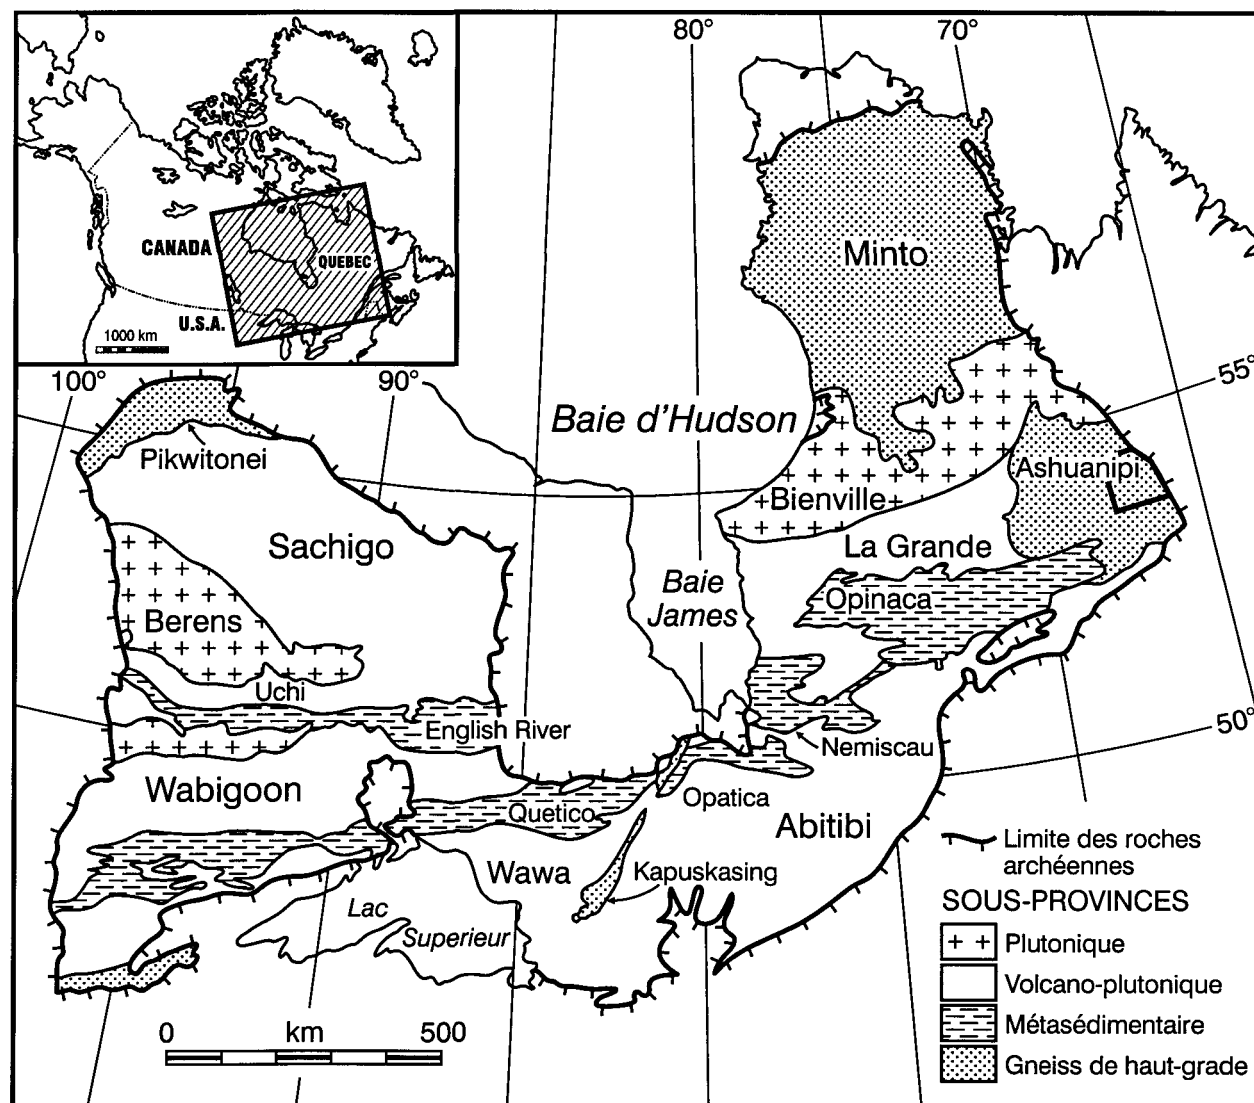 80°
70°
CANADA
QUEBEC
U.S.A.
1000 km
Minto
100°
90°
55°
Baie d'Hudson
Pikwitonei
Ashuanipi
Bienville
Sachigo
La Grande
Baie
James
Opinaca
Berens
Uchi
English River
50°
Nemiscau
Wabigoon
Opatica
Quetico
Abitibi
Limite des roches
archéennes
Wawa
Kapuskasing
SOUS-PROVINCES
Lac
Superieur
Plutonique
Volcano-plutonique
Métasédimentaire
Gneiss de haut-grade
0 km 500